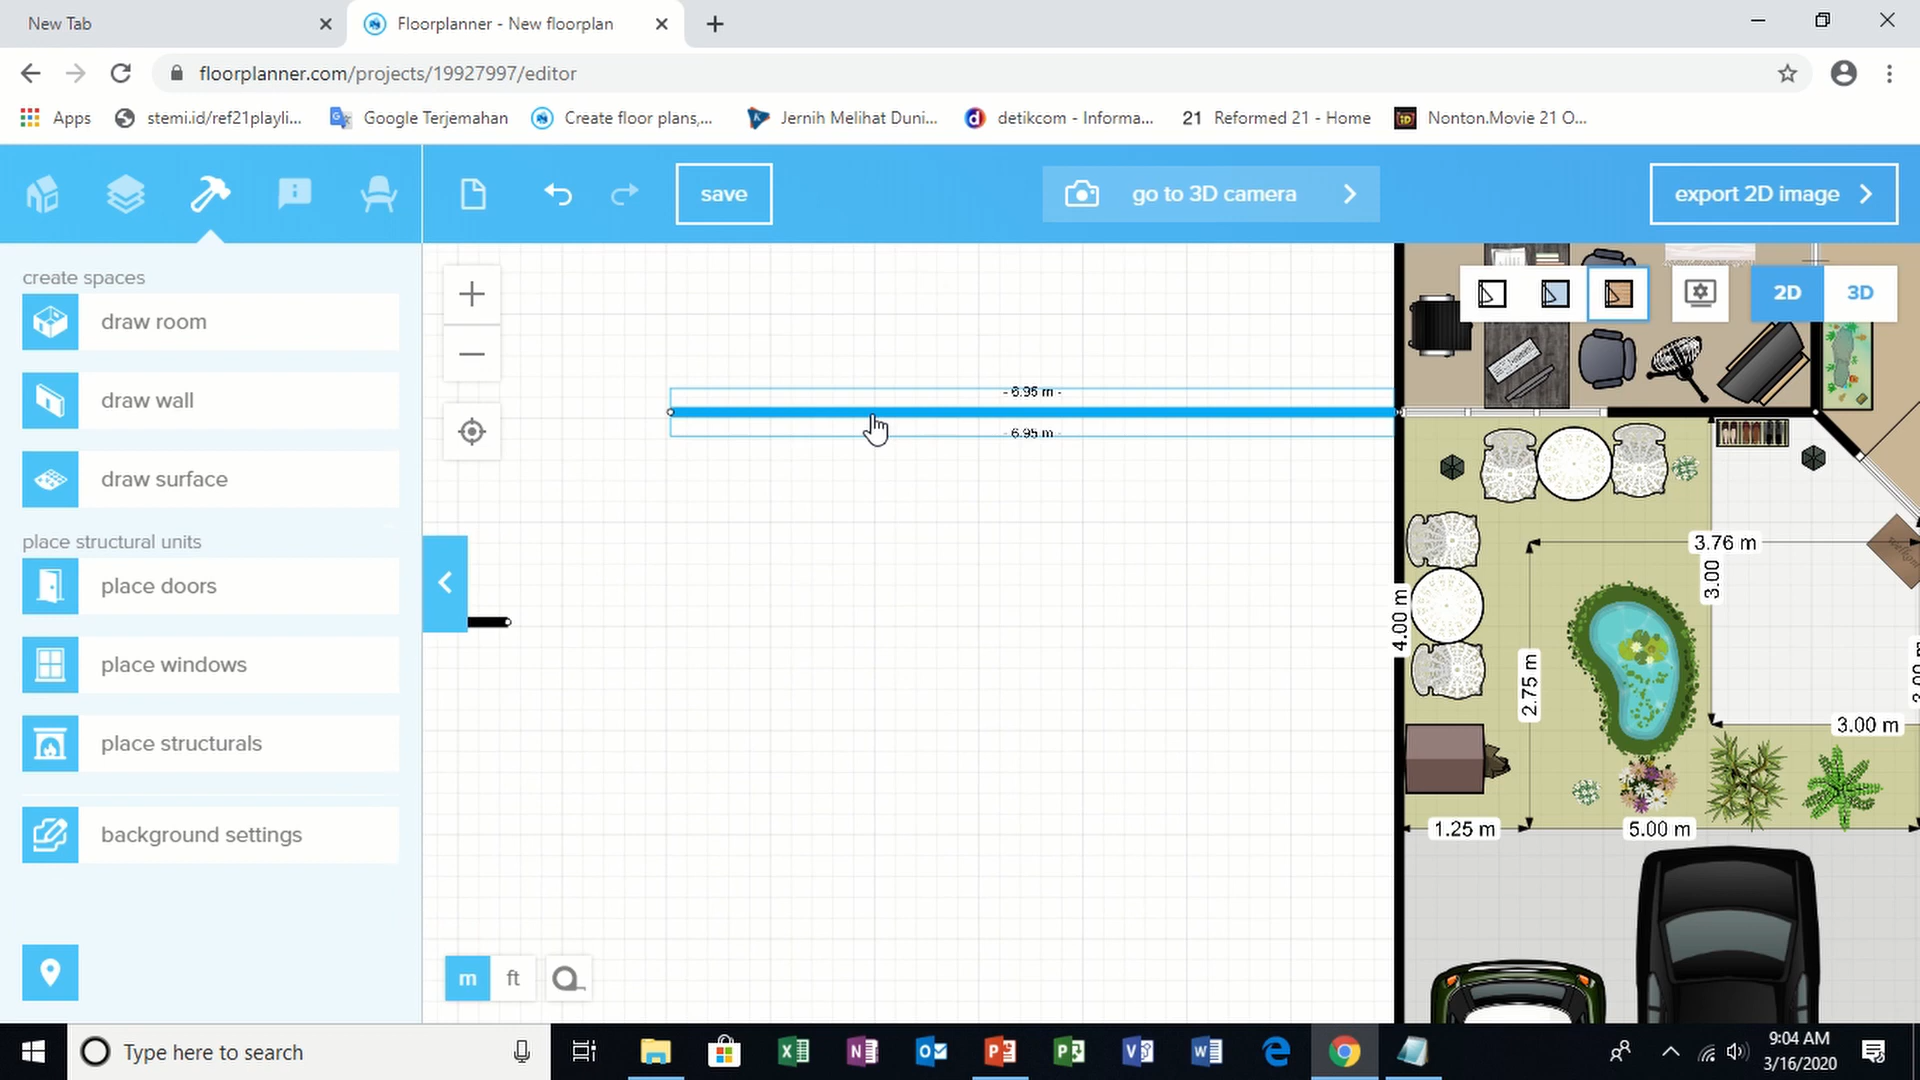 New Tab
Floorplanner - New floorplan
floorplanner.com/projects/19927997/editor
Apps
stemi.id/ref21playli...
Google Terjemahan
Create floor plans,...
Jernih Melihat Duni...
detikcom - Informa...
21 Reformed 21 - Home
Nonton.Movie 21 O...
save
go to 3D camera
export 2D image
create spaces
draw room
draw wall
draw surface
place structural units
place doors
place windows
place structurals
background settings
2D
3D
- 6.95 m -
- 6.95 m -
3.76 m
3.00
4.00 m
2.75 m
3.00 m
1.25 m
5.00 m
m
ft
Type here to search
9:04 AM
3/16/2020